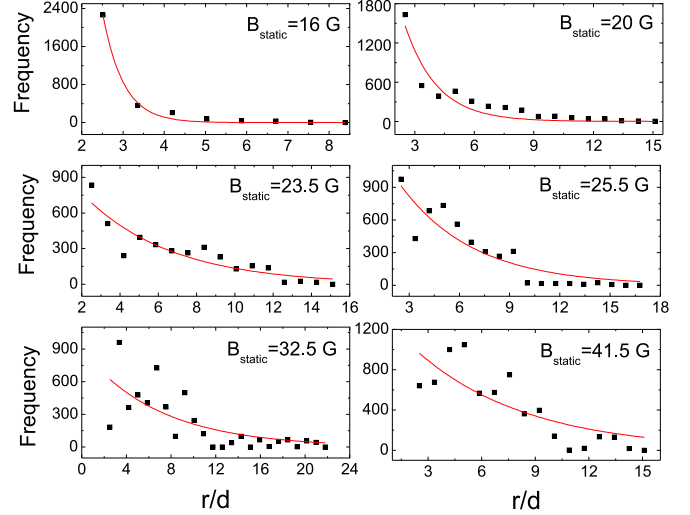 Frequency
2400
1600
800
0
B_static=16 G
2 3 4 5 6 7 8
1800
1200
600
0
B_static=20 G
3 6 9 12 15
Frequency
900
600
300
0
B_static=23.5 G
2 4 6 8 10 12 14 16
900
600
300
0
B_static=25.5 G
3 6 9 12 15 18
Frequency
900
600
300
0
B_static=32.5 G
0 4 8 12 16 20 24
r/d
1200
800
400
0
B_static=41.5 G
3 6 9 12 15
r/d